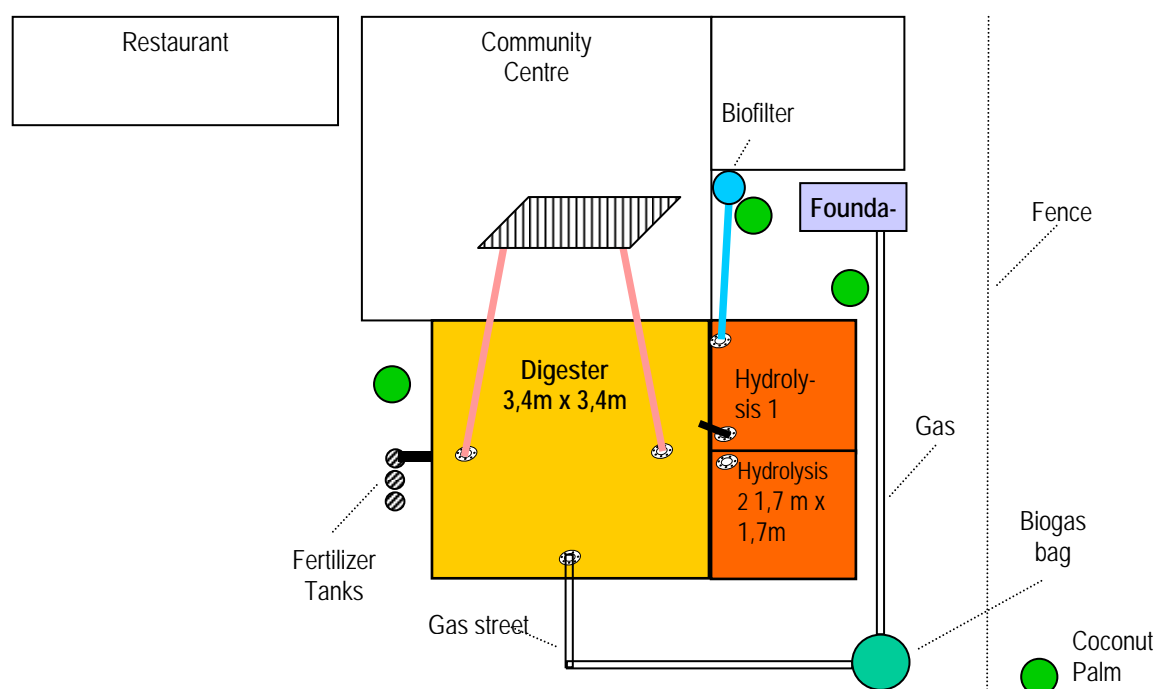 Restaurant
Community
Centre
Biofilter
Founda-
Fence
Digester
3,4m x 3,4m
Hydroly-
sis 1
Gas
Hydrolysis
2 1,7 m x
1,7m
Biogas
bag
Fertilizer
Tanks
Gas street
Coconut
Palm